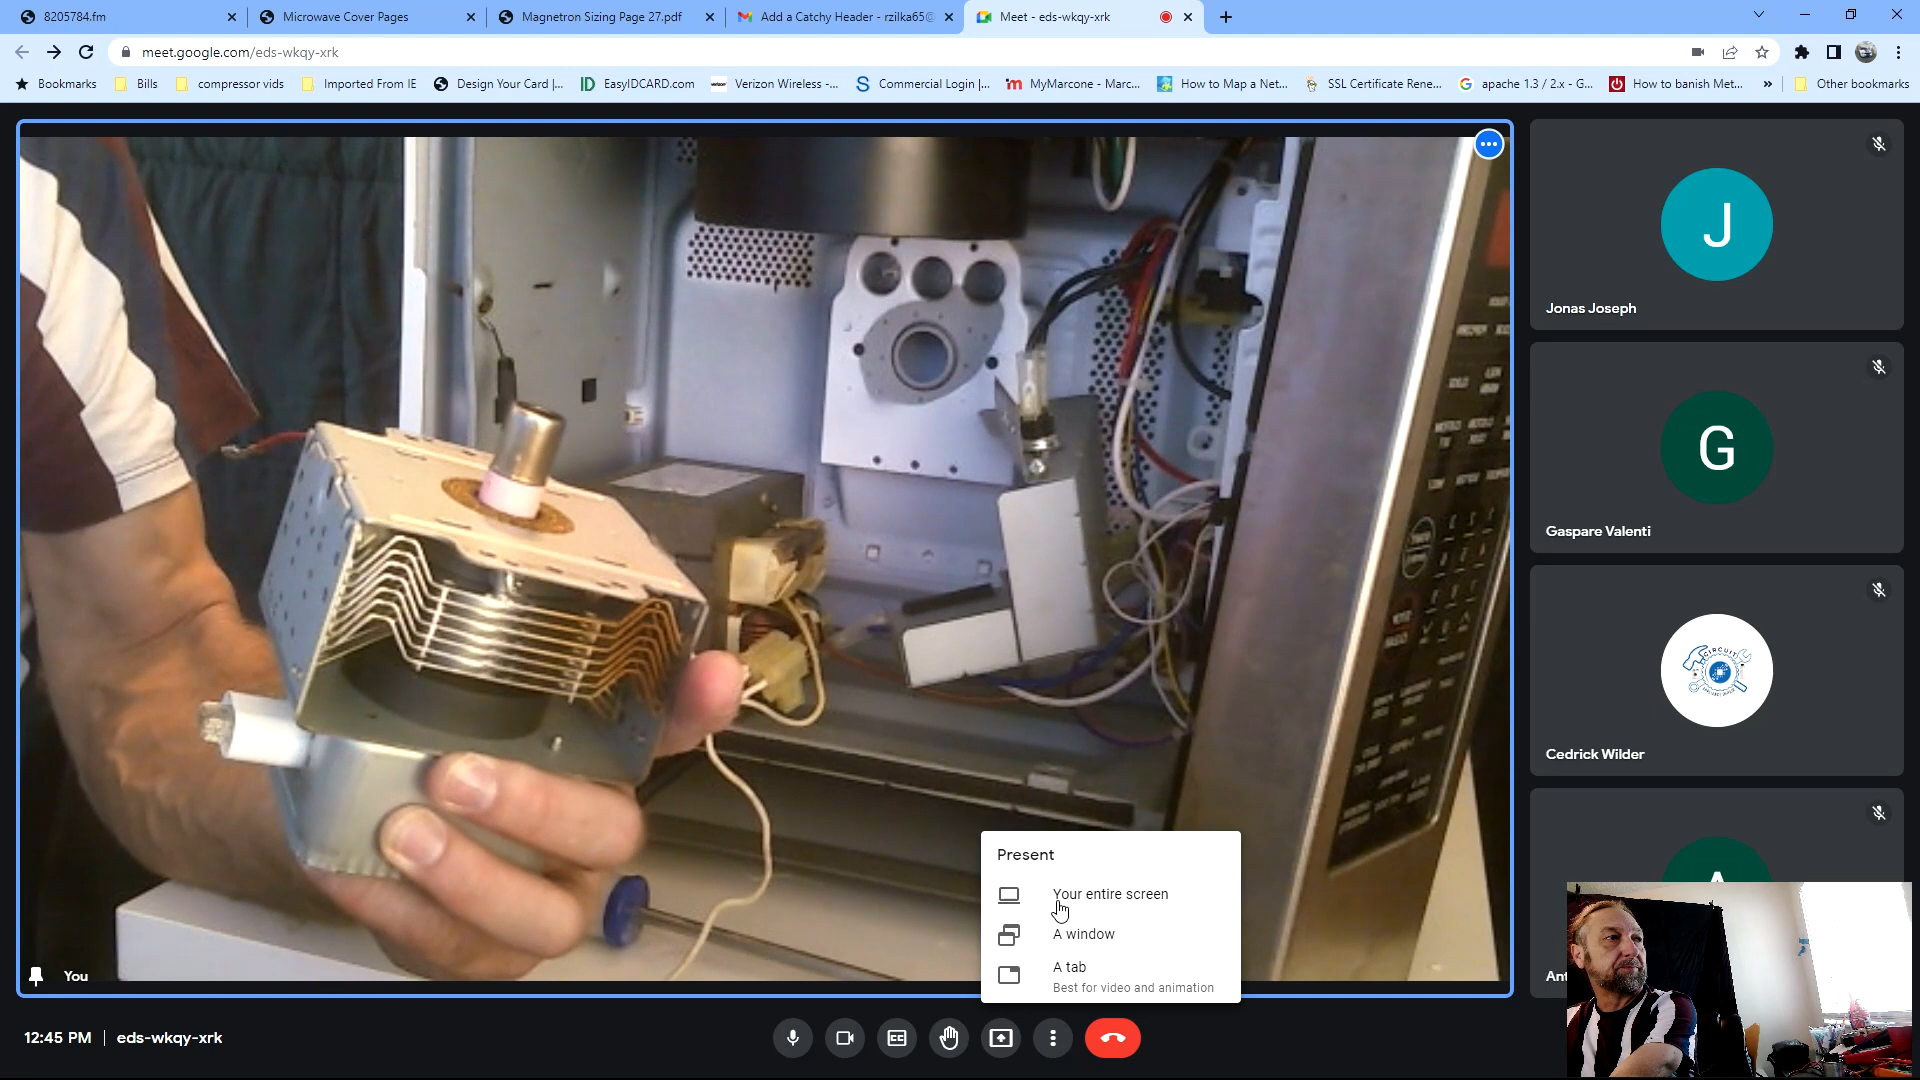 8205784.fm
Microwave Cover Pages
Magnetron Sizing Page 27.pdf
Add a Catchy Header - rzilka65@
Meet - eds-wkqy-xrk
meet.google.com/eds-wkqy-xrk
Bookmarks
Bills
compressor vids
Imported From IE
Design Your Card |...
EasyIDCARD.com
Verizon Wireless -...
Commercial Login |...
MyMarcone - Marc...
How to Map a Net...
SSL Certificate Rene...
apache 1.3 / 2.x - G...
How to banish Met...
Other bookmarks
J
Jonas Joseph
G
Gaspare Valenti
CIRCUIT
Cedrick Wilder
Ant
Present
Your entire screen
A window
A tab
Best for video and animation
You
12:45 PM
eds-wkqy-xrk